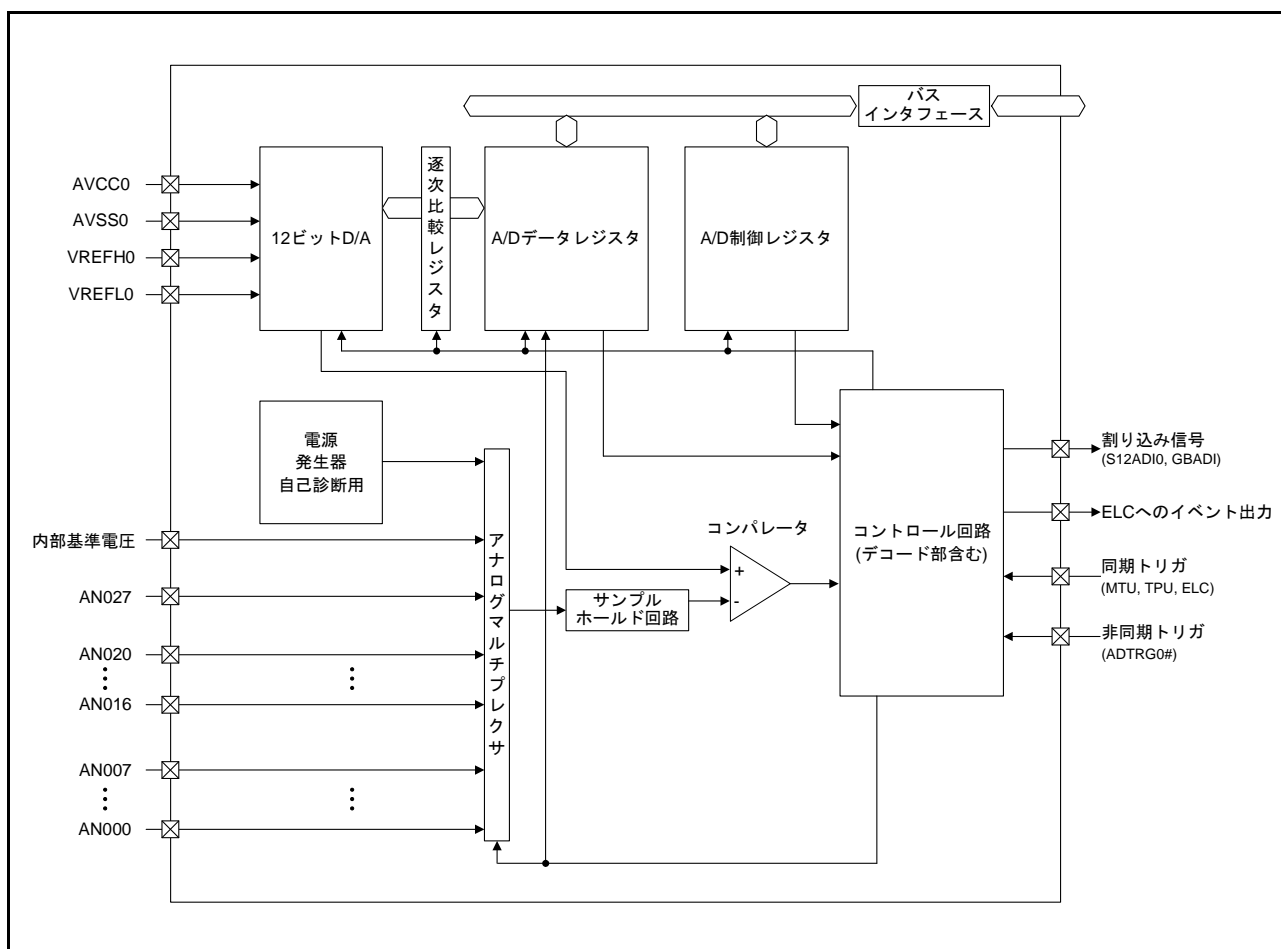 バス
インタフェース
AVCC0
AVSS0
VREFH0
VREFL0
12ビットD/A
逐次比較レジスタ
A/Dデータレジスタ
A/D制御レジスタ
電源
発生器
自己診断用
内部基準電圧
AN027
AN020
AN016
AN007
AN000
アナログマルチプレクサ
サンプル
ホールド回路
コンパレータ
+
-
コントロール回路
(デコード部含む)
割り込み信号
(S12ADI0, GBADI)
ELCへのイベント出力
同期トリガ
(MTU, TPU, ELC)
非同期トリガ
(ADTRG0#)